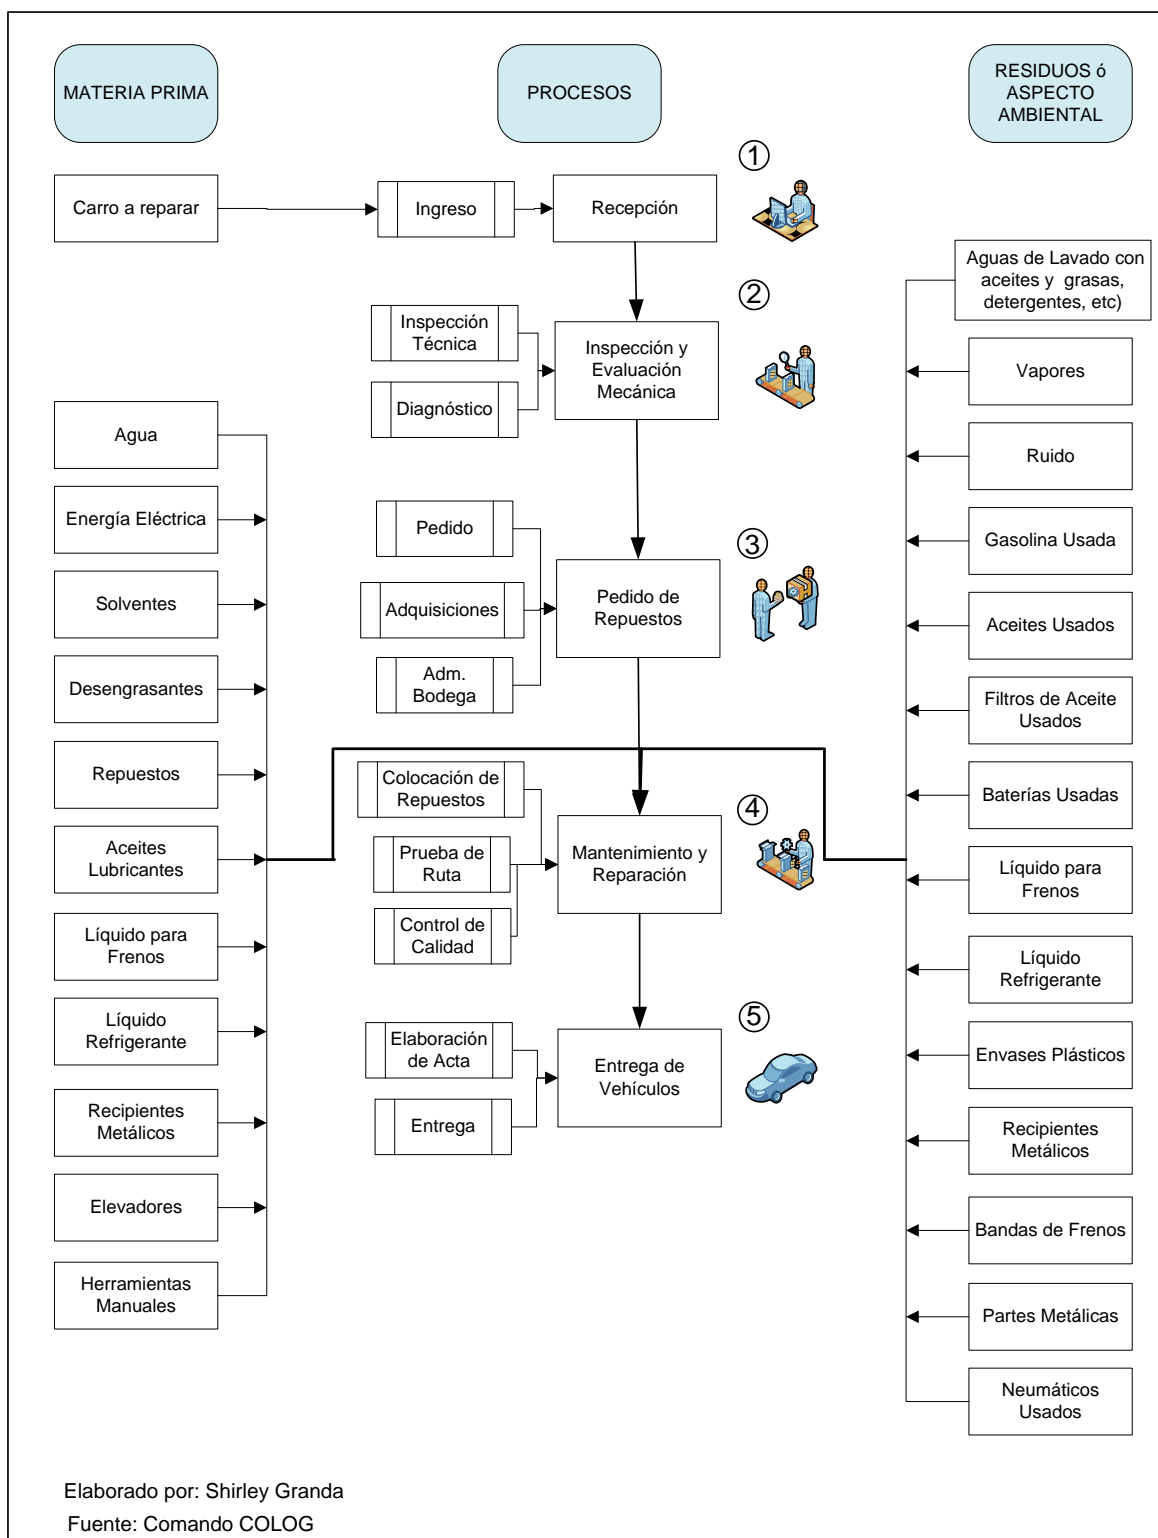 MATERIA PRIMA
PROCESOS
RESIDUOS ó
ASPECTO
AMBIENTAL
Carro a reparar
Ingreso
Recepción
1
Aguas de Lavado con
aceites y grasas,
detergentes, etc)
2
Inspección
Técnica
Diagnóstico
Inspección y
Evaluación
Mecánica
Vapores
Agua
Ruido
Energía Eléctrica
Pedido
3
Gasolina Usada
Solventes
Adquisiciones
Pedido de
Repuestos
Aceites Usados
Desengrasantes
Adm.
Bodega
Filtros de Aceite
Usados
Repuestos
Colocación de
Repuestos
Baterías Usadas
4
Aceites
Lubricantes
Prueba de
Ruta
Mantenimiento y
Reparación
Líquido para
Frenos
Líquido para
Frenos
Control de
Calidad
Líquido
Refrigerante
Líquido
Refrigerante
5
Elaboración
de Acta
Entrega de
Vehículos
Envases Plásticos
Recipientes
Metálicos
Entrega
Recipientes
Metálicos
Elevadores
Bandas de Frenos
Herramientas
Manuales
Partes Metálicas
Neumáticos
Usados
Elaborado por: Shirley Granda
Fuente: Comando COLOG